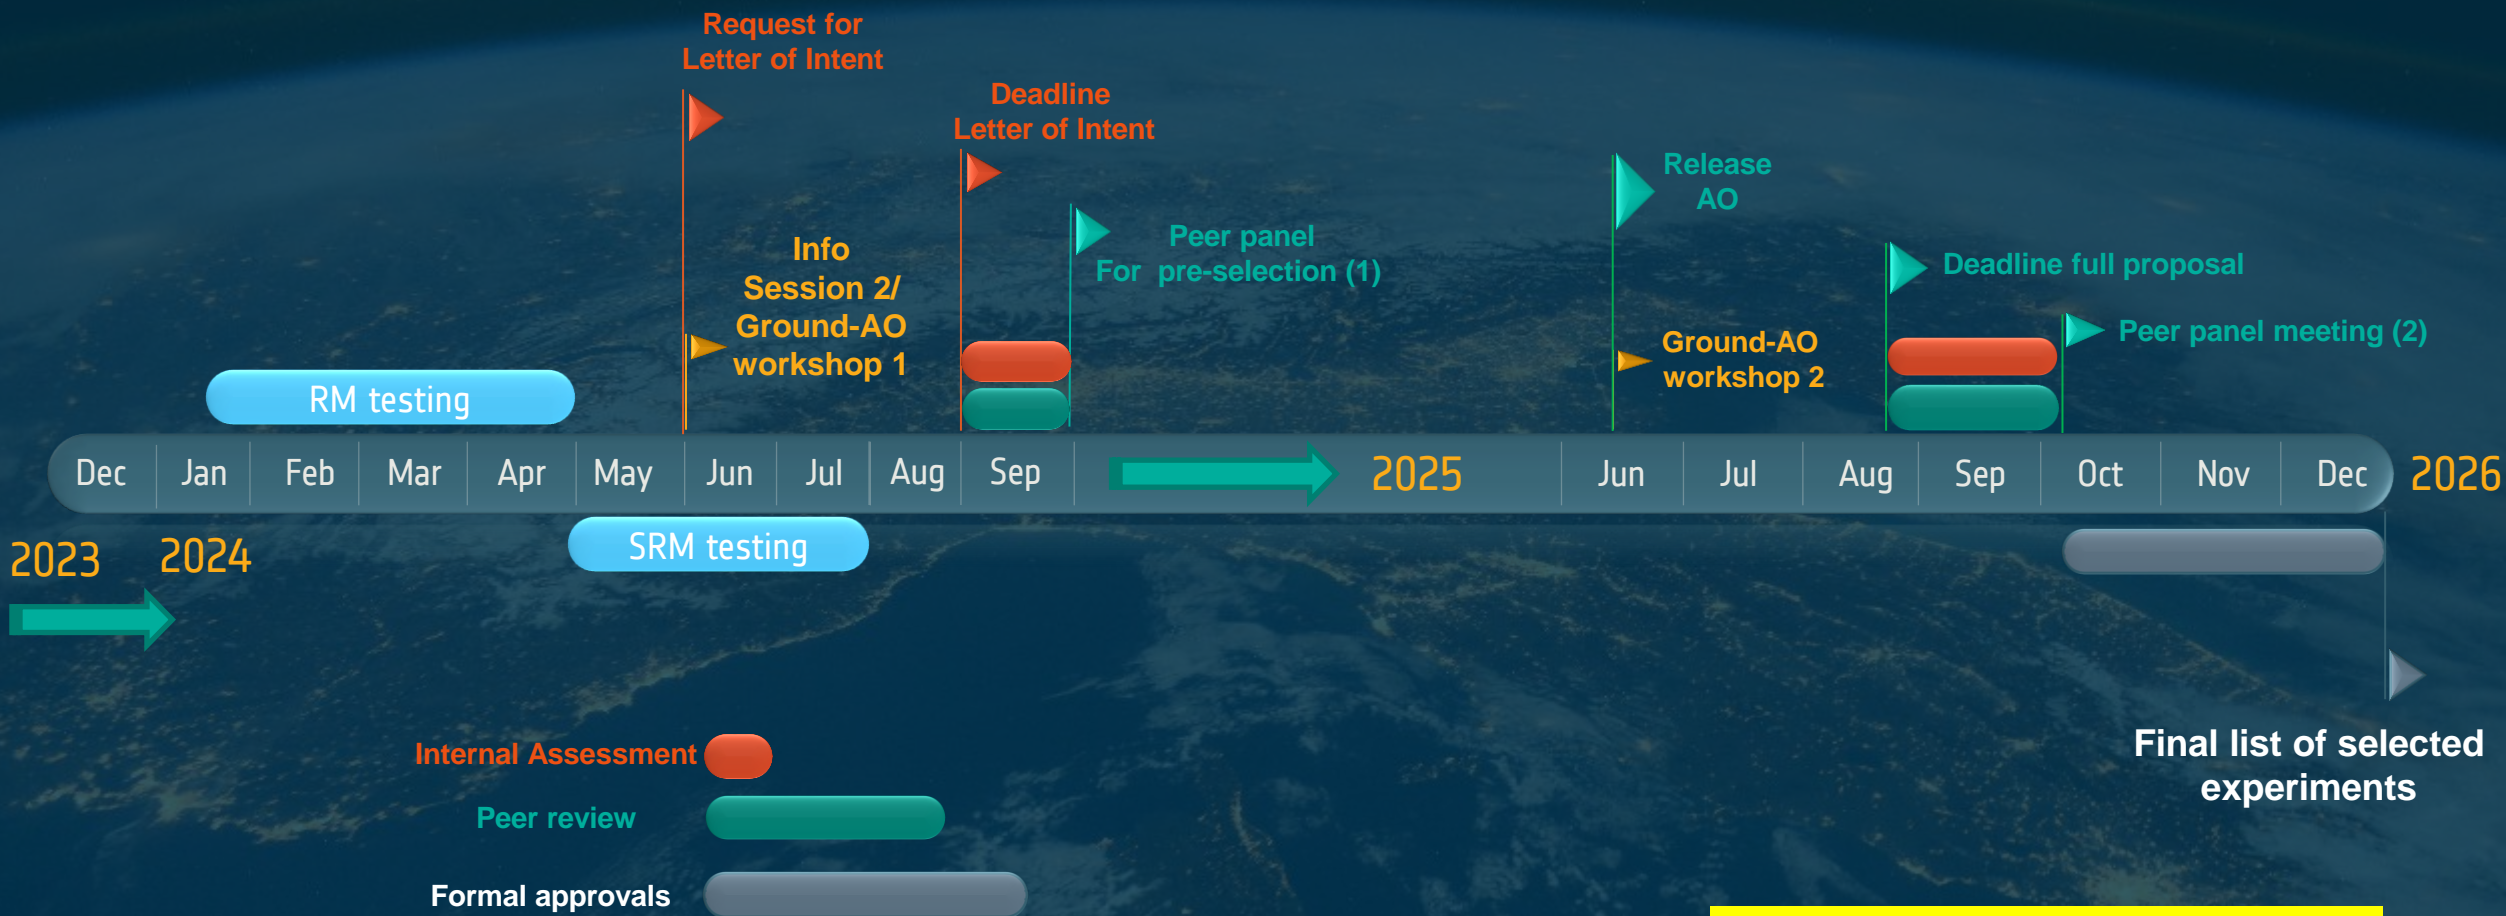 Request for
Letter of Intent
Deadline
Letter of Intent
Release
AO
Peer panel
For pre-selection (1)
Info
Session 2/
Ground-AO
workshop 1
Deadline full proposal
Peer panel meeting (2)
Ground-AO
workshop 2
RM testing
Dec Jan Feb Mar Apr May Jun Jul Aug Sep 2025 Jun Jul Aug Sep Oct Nov Dec 2026
SRM testing
2023 2024
Final list of selected
experiments
Internal Assessment
Peer review
Formal approvals